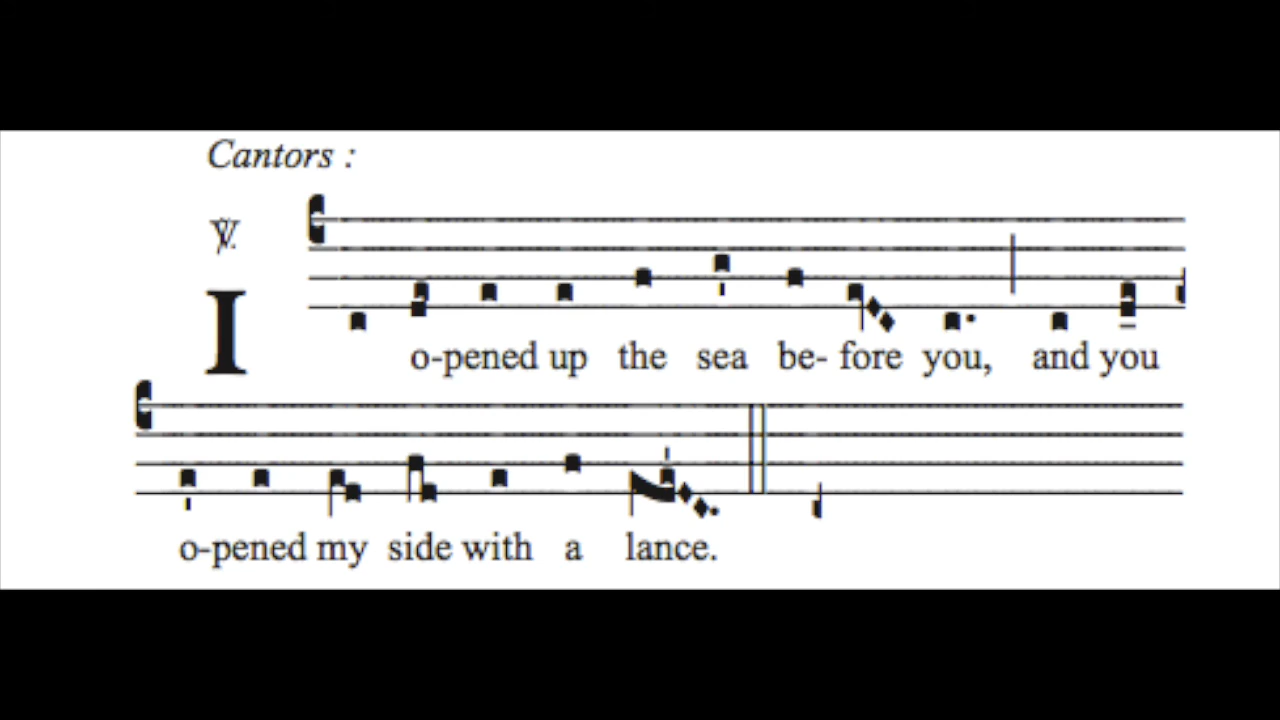 Cantors :
℣.
I o-pened up the sea be- fore you, and you
o-pened my side with a lance.